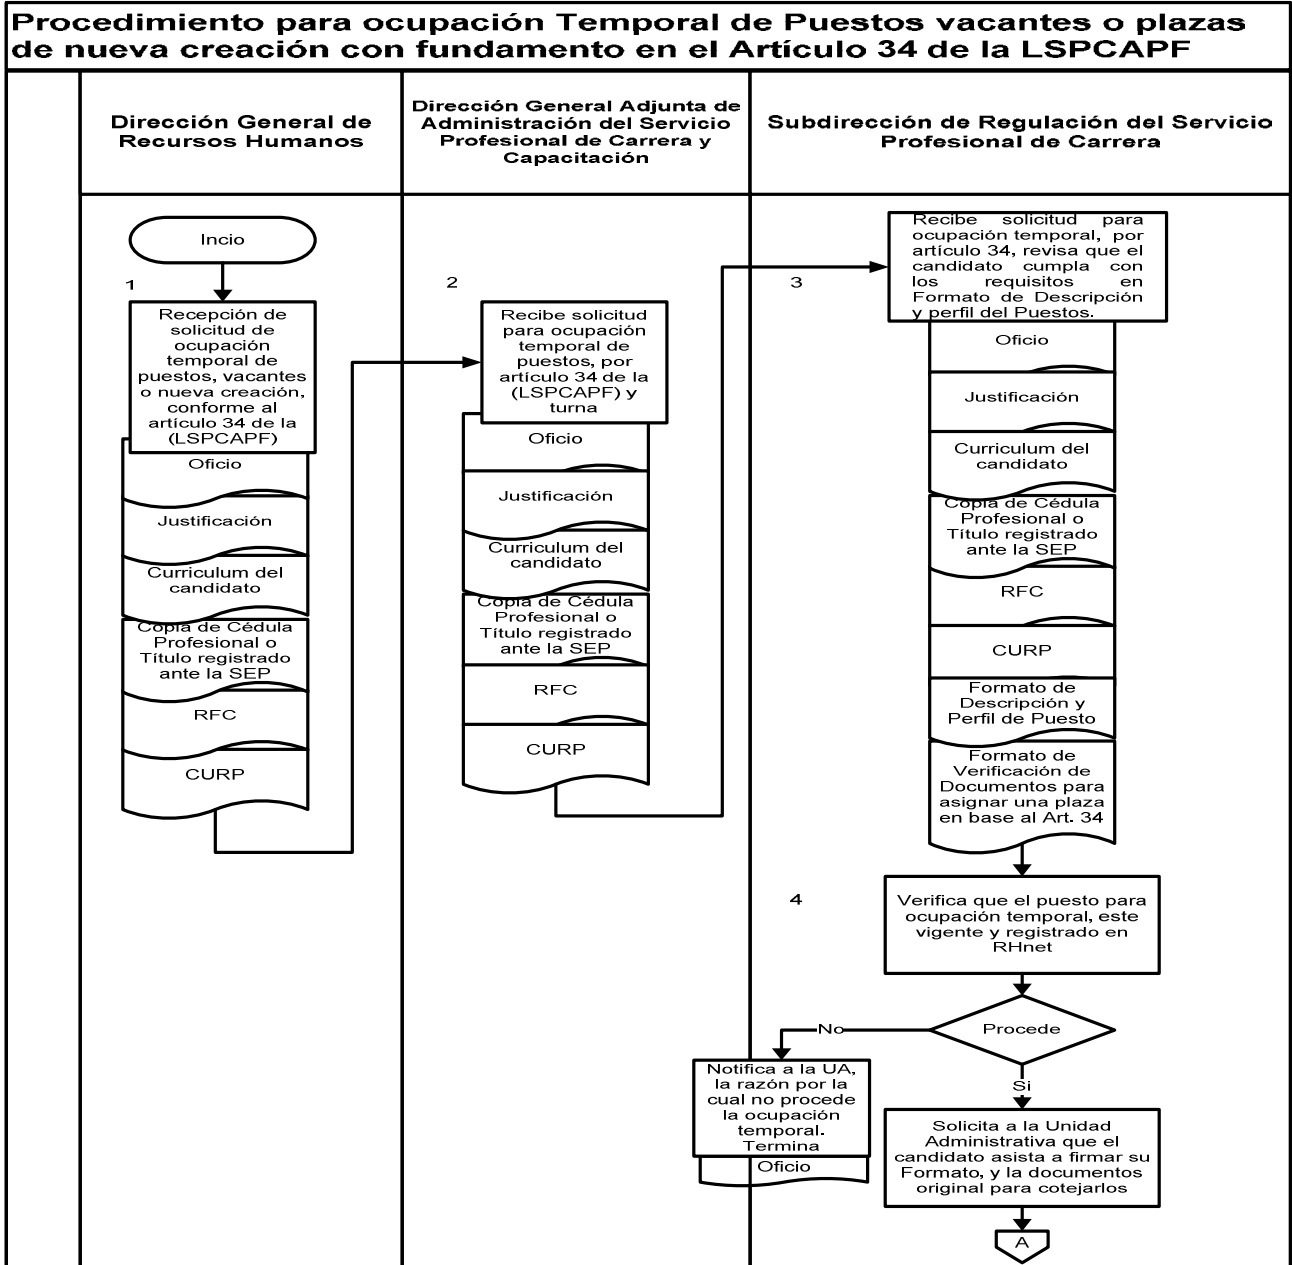 Procedimiento para ocupación Temporal de Puestos vacantes o plazas
de nueva creación con fundamento en el Artículo 34 de la LSPCAPF
Dirección General de
Recursos Humanos
Dirección General Adjunta de
Administración del Servicio
Profesional de Carrera y
Capacitación
Subdirección de Regulación del Servicio
Profesional de Carrera
Incio
1
Recepción de
solicitud de
ocupación
temporal de
puestos, vacantes
o nueva creación,
conforme al
artículo 34 de la
(LSPCAPF)
Oficio
Justificación
Curriculum del
candidato
Copia de Cédula
Profesional o
Título registrado
ante la SEP
RFC
CURP
2
Recibe solicitud
para ocupación
temporal de
puestos, por
artículo 34 de la
(LSPCAPF) y
turna
Oficio
Justificación
Curriculum del
candidato
Copia de Cédula
Profesional o
Título registrado
ante la SEP
RFC
CURP
3
Recibe solicitud para
ocupación temporal, por
artículo 34, revisa que el
candidato cumpla con
los requisitos en
Formato de Descripción
y perfil del Puestos.
Oficio
Justificación
Curriculum del
candidato
Copia de Cédula
Profesional o
Título registrado
ante la SEP
RFC
CURP
Formato de
Descripción y
Perfil de Puesto
Formato de
Verificación de
Documentos para
asignar una plaza
en base al Art. 34
4
Verifica que el puesto para
ocupación temporal, este
vigente y registrado en
RHnet
Procede
No
Notifica a la UA,
la razón por la
cual no procede
la ocupación
temporal.
Termina
Oficio
Si
Solicita a la Unidad
Administrativa que el
candidato asista a firmar su
Formato, y la documentos
original para cotejarlos
A